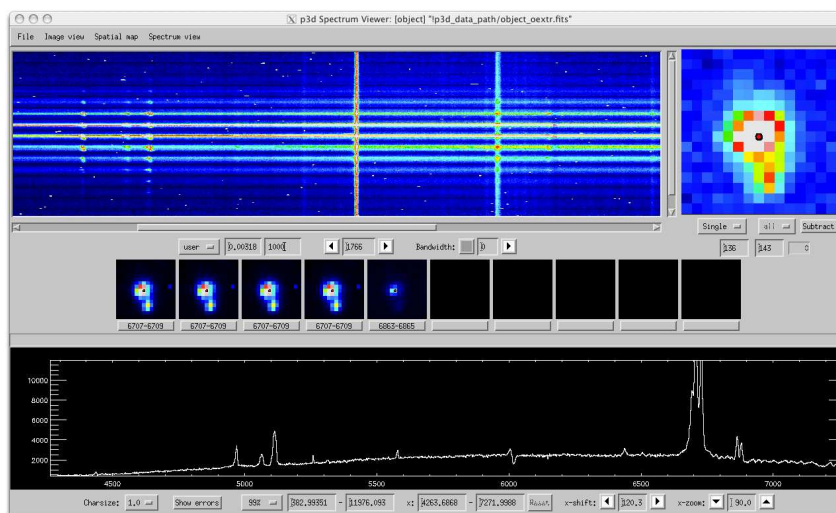 X p3d Spectrum Viewer: [object] "!p3d_data_path/object_oextr.fits"
File Image view Spatial map Spectrum view
Single all Subtract
user 0.00318 1000 1766 Bandwidth: 0 136 143
6707-6709 6707-6709 6707-6709 6707-6709 6863-6865
10000
8000
6000
4000
2000
4500 5000 5500 6000 6500 7000
Charsize: 1.0 Show errors 99% 382.99351 - 11976.093 x: 4263.6868 - 7271.9988 Reset x-shift: 120.3 x-zoom: 90.0